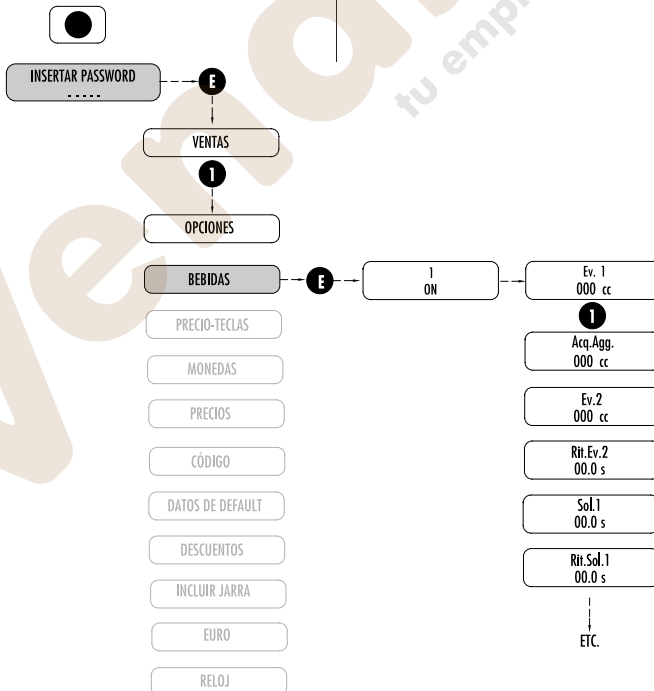 INSERTAR PASSWORD
- - - - -
E
VENTAS
1
OPCIONES
BEBIDAS
E
1
ON
Ev. 1
000 cc
1
Acq.Agg.
000 cc
Ev.2
000 cc
Rit.Ev.2
00.0 s
Sol.1
00.0 s
Rit.Sol.1
00.0 s
ETC.
PRECIO-TECLAS
MONEDAS
PRECIOS
CÓDIGO
DATOS DE DEFAULT
DESCUENTOS
INCLUIR JARRA
EURO
RELOJ
tu emp